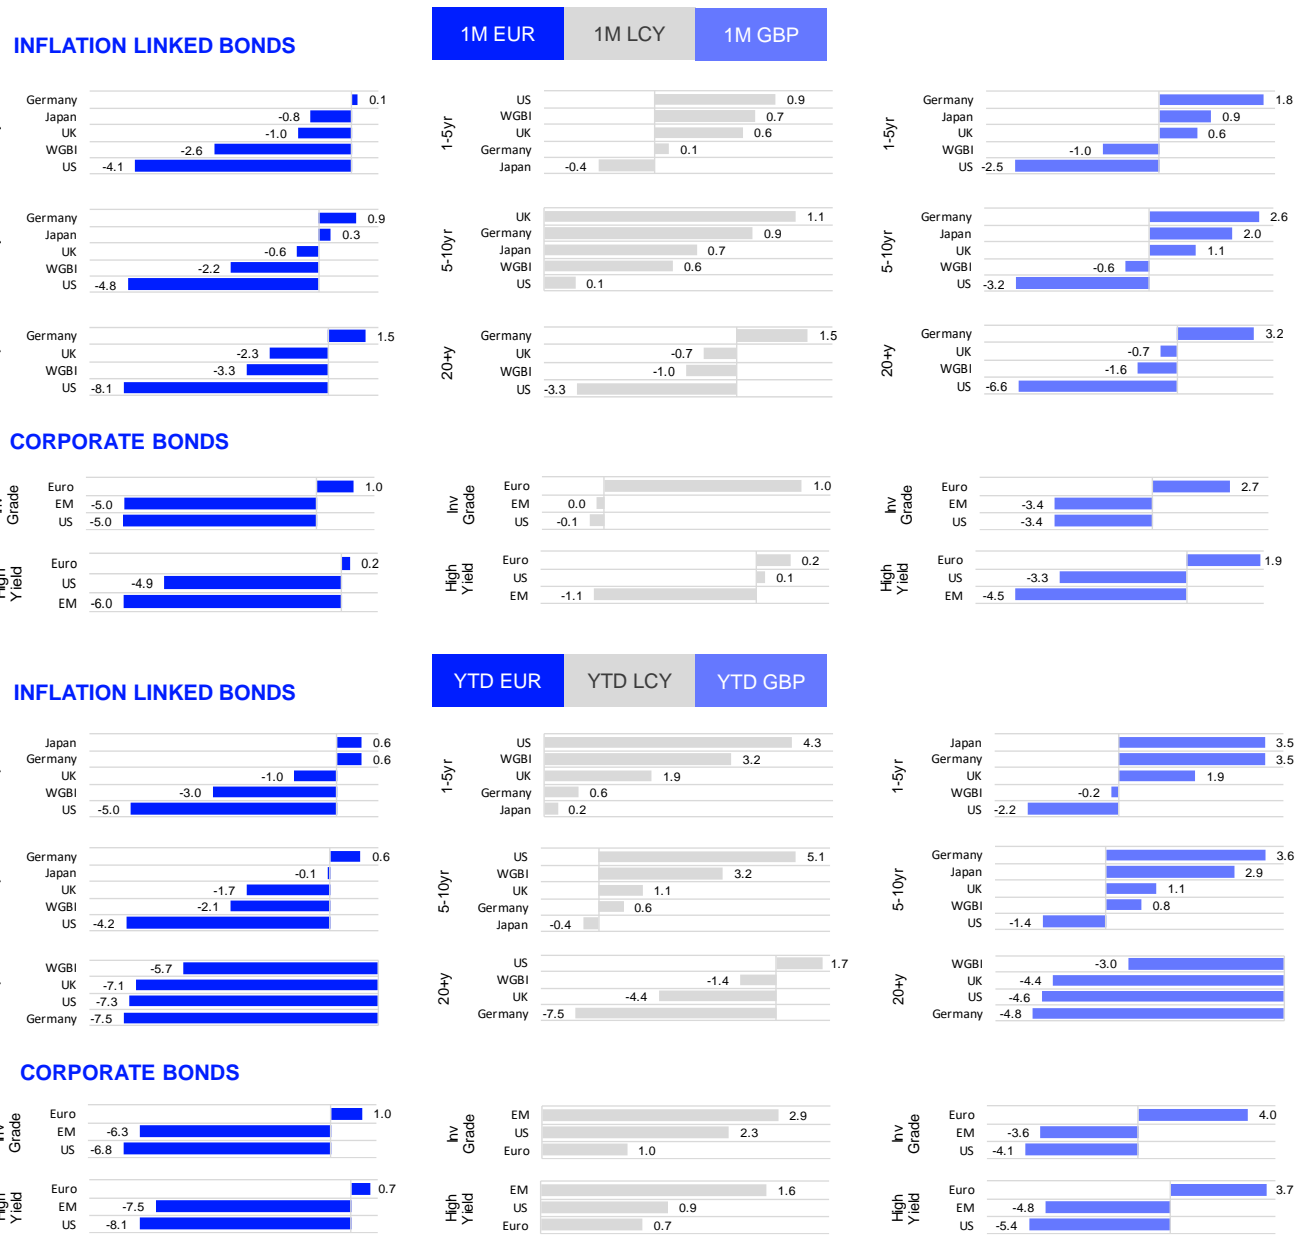 1M EUR 1M LCY 1M GBP
INFLATION LINKED BONDS
Germany 0.1
Japan -0.8
UK -1.0
WGBI -2.6
US -4.1
1-5yr
US 0.9
WGBI 0.7
UK 0.6
Germany 0.1
Japan -0.4
1-5yr
Germany 1.8
Japan 0.9
UK 0.6
WGBI -1.0
US -2.5
Germany 0.9
Japan 0.3
UK -0.6
WGBI -2.2
US -4.8
5-10yr
UK 1.1
Germany 0.9
Japan 0.7
WGBI 0.6
US 0.1
5-10yr
Germany 2.6
Japan 2.0
UK 1.1
WGBI -0.6
US -3.2
Germany 1.5
UK -2.3
WGBI -3.3
US -8.1
20+y
Germany 1.5
UK -0.7
WGBI -1.0
US -3.3
20+y
Germany 3.2
UK -0.7
WGBI -1.6
US -6.6
CORPORATE BONDS
Inv Grade
Euro 1.0
EM -5.0
US -5.0
Inv Grade
Euro 1.0
EM 0.0
US -0.1
Inv Grade
Euro 2.7
EM -3.4
US -3.4
High Yield
Euro 0.2
US -4.9
EM -6.0
High Yield
Euro 0.2
US 0.1
EM -1.1
High Yield
Euro 1.9
US -3.3
EM -4.5
YTD EUR YTD LCY YTD GBP
INFLATION LINKED BONDS
Japan 0.6
Germany 0.6
UK -1.0
WGBI -3.0
US -5.0
1-5yr
US 4.3
WGBI 3.2
UK 1.9
Germany 0.6
Japan 0.2
1-5yr
Japan 3.5
Germany 3.5
UK 1.9
WGBI -0.2
US -2.2
Germany 0.6
Japan -0.1
UK -1.7
WGBI -2.1
US -4.2
5-10yr
US 5.1
WGBI 3.2
UK 1.1
Germany 0.6
Japan -0.4
5-10yr
Germany 3.6
Japan 2.9
UK 1.1
WGBI 0.8
US -1.4
WGBI -5.7
UK -7.1
US -7.3
Germany -7.5
20+y
US 1.7
WGBI -1.4
UK -4.4
Germany -7.5
20+y
WGBI -3.0
UK -4.4
US -4.6
Germany -4.8
CORPORATE BONDS
Inv Grade
Euro 1.0
EM -6.3
US -6.8
Inv Grade
EM 2.9
US 2.3
Euro 1.0
Inv Grade
Euro 4.0
EM -3.6
US -4.1
High Yield
Euro 0.7
EM -7.5
US -8.1
High Yield
EM 1.6
US 0.9
Euro 0.7
High Yield
Euro 3.7
EM -4.8
US -5.4